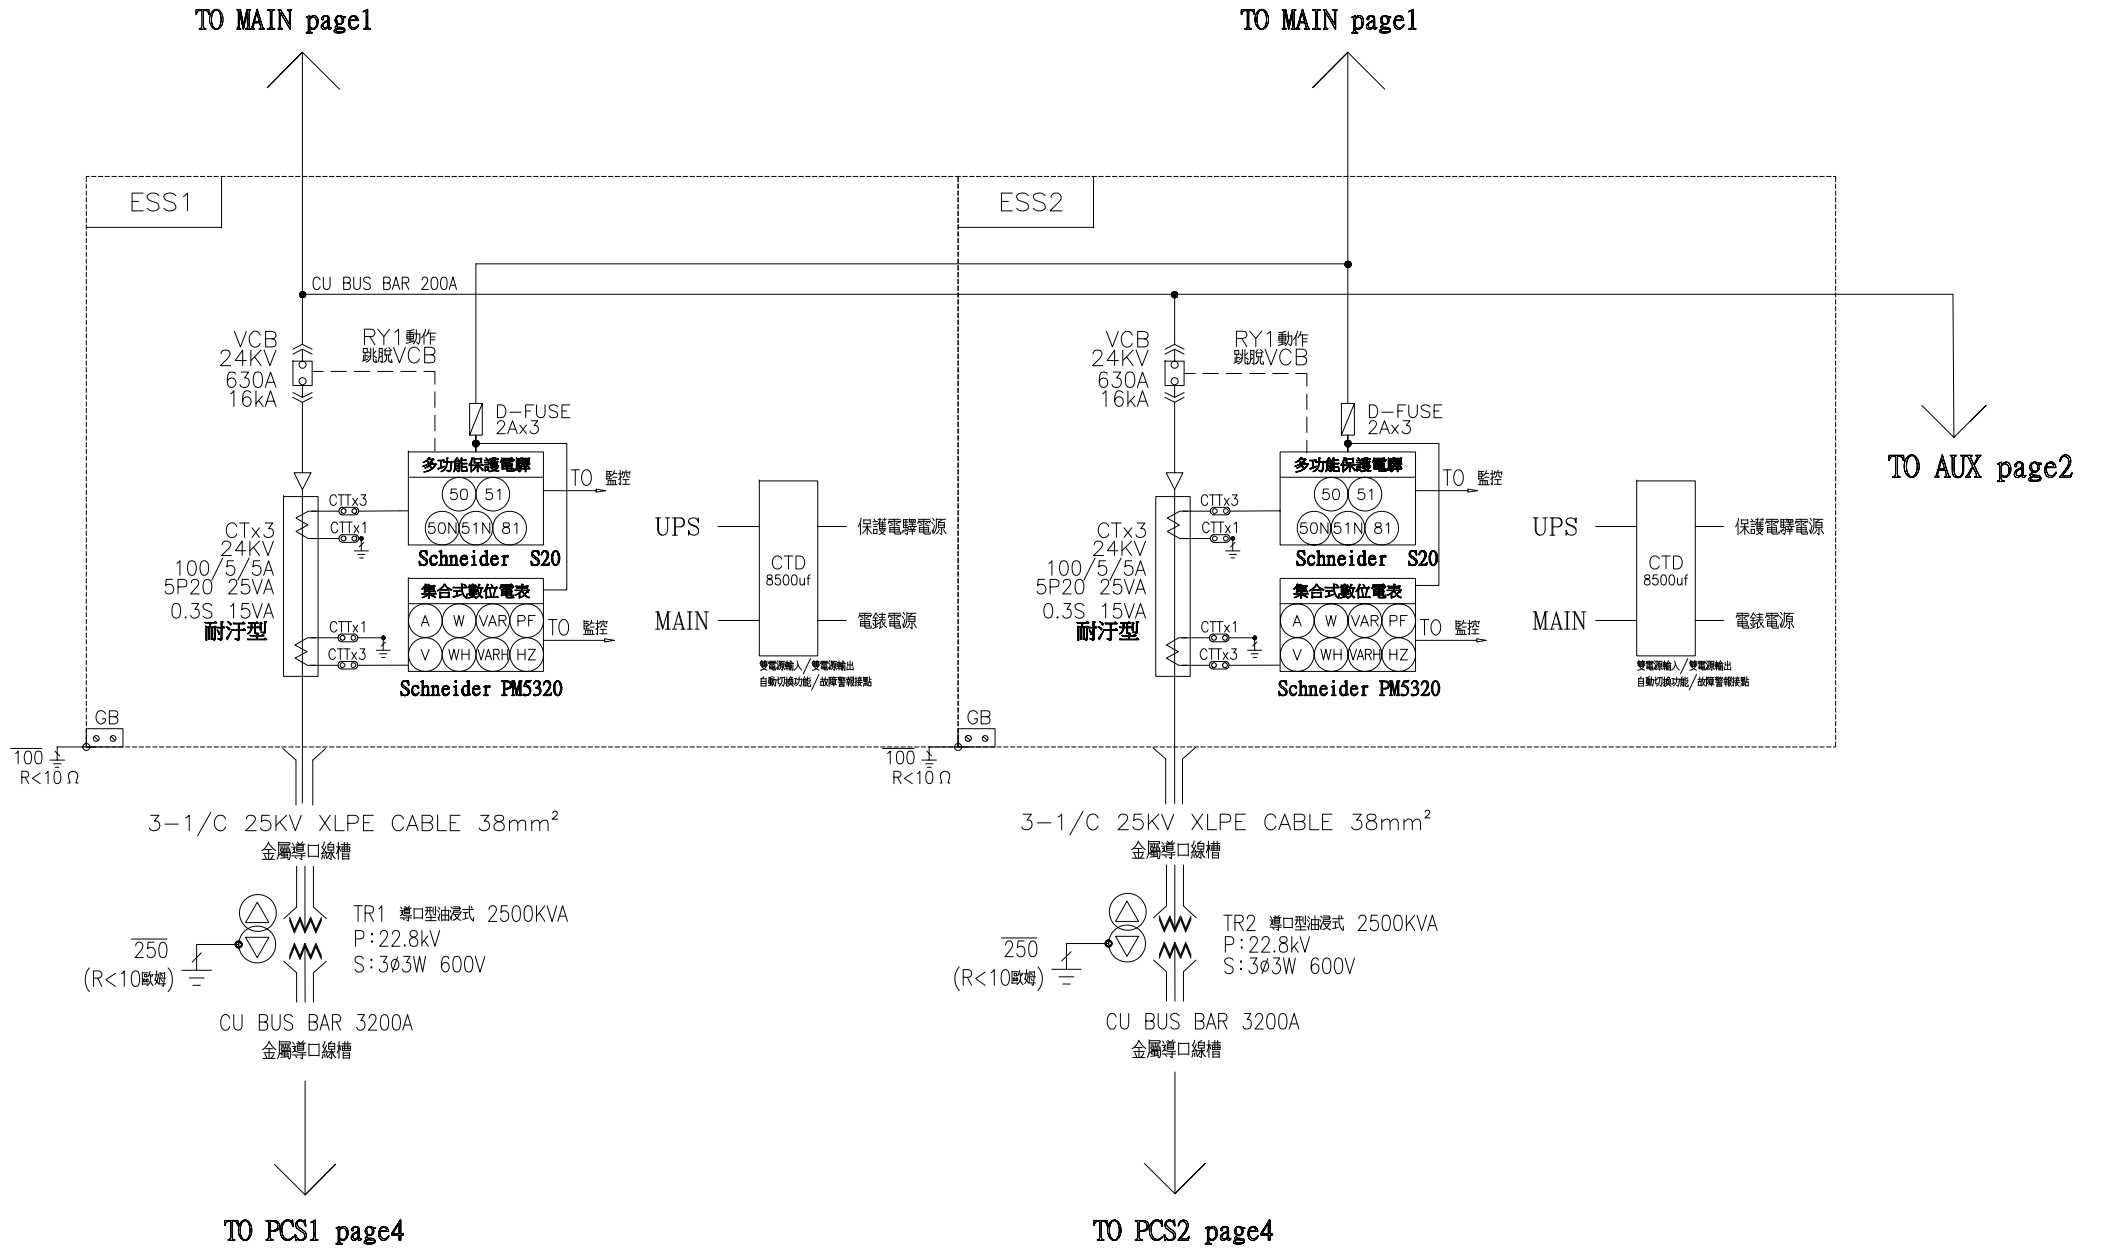 TO MAIN page1
TO MAIN page1
ESS1
ESS2
CU BUS BAR 200A
VCB
24KV
630A
16kA
RY1動作
跳脫VCB
D-FUSE
2Ax3
多功能保護電驛
50
51
50N
51N
81
Schneider S20
TO 監控
CTTx3
CTTx1
CTx3
24KV
100/5/5A
5P20 25VA
0.3S 15VA
耐汙型
CTTx1
CTTx3
集合式數位電表
A
W
VAR
PF
V
WH
VARH
HZ
Schneider PM5320
TO 監控
UPS
MAIN
CTD
8500uf
保護電驛電源
電錶電源
雙電源輸入/雙電源輸出
自動切換功能/故障警報接點
VCB
24KV
630A
16kA
RY1動作
跳脫VCB
D-FUSE
2Ax3
多功能保護電驛
50
51
50N
51N
81
Schneider S20
TO 監控
CTTx3
CTTx1
CTx3
24KV
100/5/5A
5P20 25VA
0.3S 15VA
耐汙型
CTTx1
CTTx3
集合式數位電表
A
W
VAR
PF
V
WH
VARH
HZ
Schneider PM5320
TO 監控
UPS
MAIN
CTD
8500uf
保護電驛電源
電錶電源
雙電源輸入/雙電源輸出
自動切換功能/故障警報接點
TO AUX page2
GB
100
R<10Ω
GB
100
R<10Ω
3-1/C 25KV XLPE CABLE 38mm²
金屬導口線槽
3-1/C 25KV XLPE CABLE 38mm²
金屬導口線槽
TR1 導口型油浸式 2500KVA
P:22.8kV
S:3ø3W 600V
250
(R<10歐姆)
TR2 導口型油浸式 2500KVA
P:22.8kV
S:3ø3W 600V
250
(R<10歐姆)
CU BUS BAR 3200A
金屬導口線槽
CU BUS BAR 3200A
金屬導口線槽
TO PCS1 page4
TO PCS2 page4